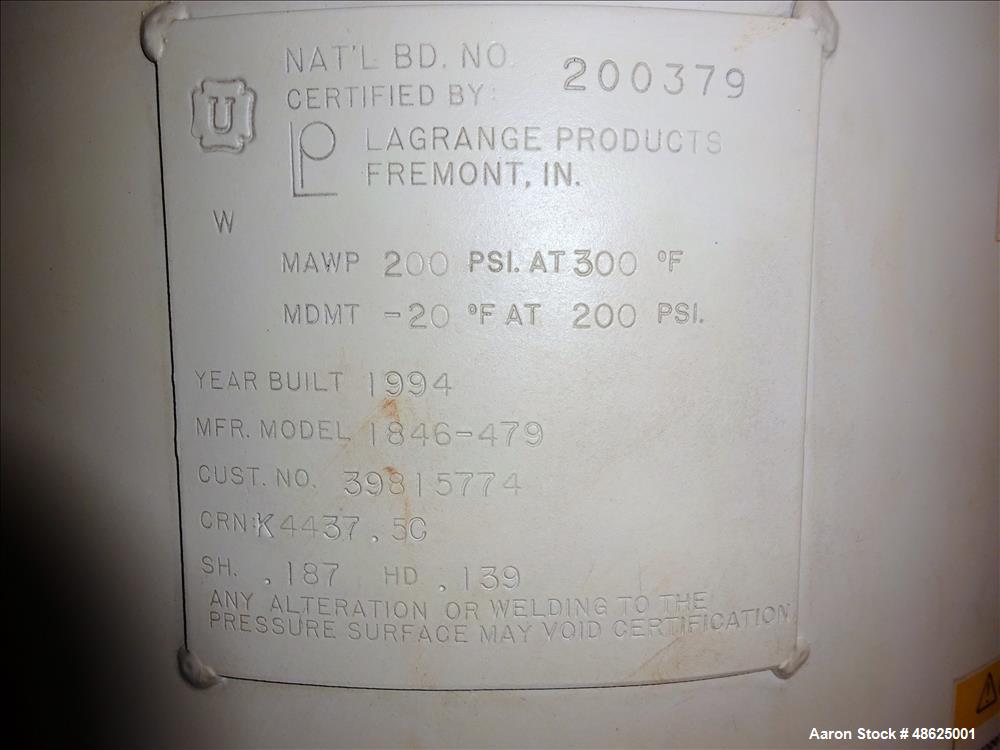 NAT'L BD. NO. 200379
CERTIFIED BY:
U
LP LAGRANGE PRODUCTS
FREMONT, IN.
W
MAWP 200 PSI. AT 300 °F
MDMT -20 °F AT 200 PSI.
YEAR BUILT 1994
MFR. MODEL 1846-479
CUST. NO. 39815774
CRN: K4437.5C
SH. .187 HD .139
ANY ALTERATION OR WELDING TO THE
PRESSURE SURFACE MAY VOID CERTIFICATION
Aaron Stock # 48625001